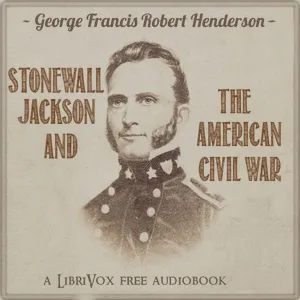 - George Francis Robert Henderson -
STONEWALL
JACKSON
AND
THE
AMERICAN
CIVIL WAR
a LibriVox free audiobook